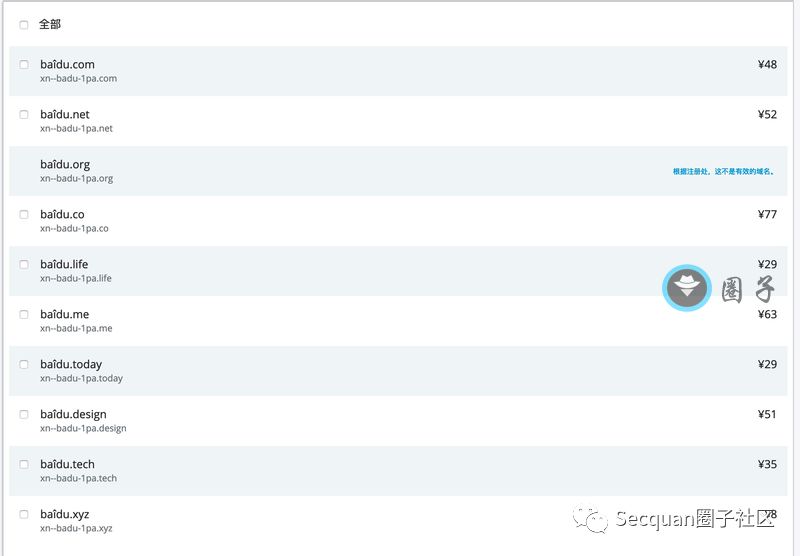 全部
baîdu.com
¥48
xn--badu-1pa.com
baîdu.net
¥52
xn--badu-1pa.net
baîdu.org
根据注册处，这不是有效的域名。
xn--badu-1pa.org
baîdu.co
¥77
xn--badu-1pa.co
baîdu.life
¥29
xn--badu-1pa.life
圈子
baîdu.me
¥63
xn--badu-1pa.me
baîdu.today
¥29
xn--badu-1pa.today
baîdu.design
¥51
xn--badu-1pa.design
baîdu.tech
¥35
xn--badu-1pa.tech
baîdu.xyz
Secquan圈子社区
xn--badu-1pa.xyz